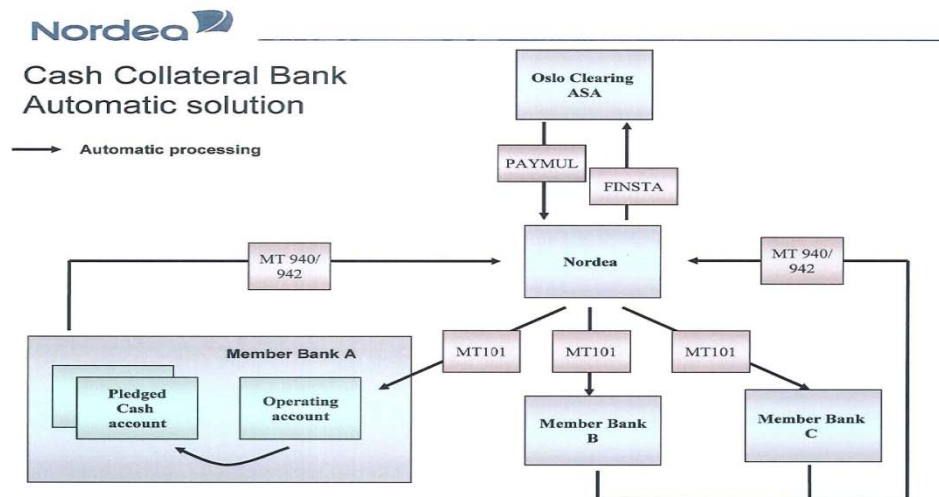 Nordea
Cash Collateral Bank
Automatic solution
Automatic processing
Oslo Clearing
ASA
PAYMUL
FINSTA
MT 940/
942
Nordea
MT 940/
942
Member Bank A
MT101
MT101
MT101
Pledged
Cash
account
Operating
account
Member Bank
B
Member Bank
C